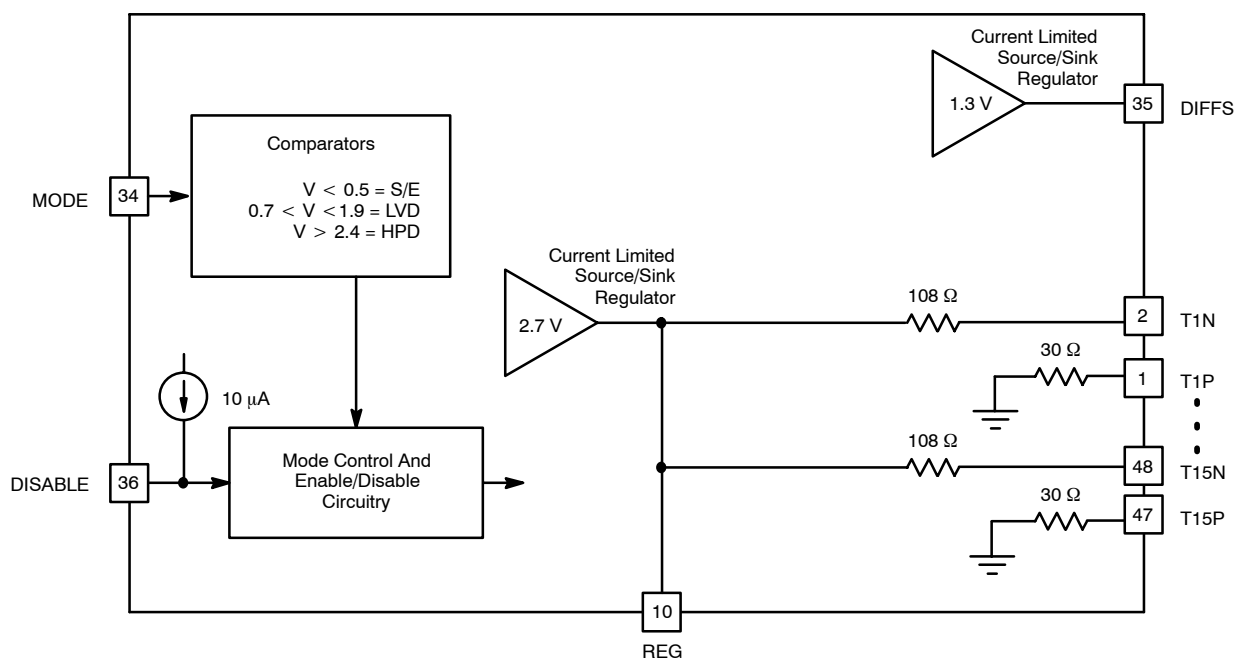 Current Limited
Source/Sink
Regulator
1.3 V
35
DIFFS
Comparators
V < 0.5 = S/E
0.7 < V <1.9 = LVD
V > 2.4 = HPD
34
MODE
Current Limited
Source/Sink
Regulator
2.7 V
108 Ω
2
T1N
30 Ω
1
T1P
10 μA
108 Ω
48
T15N
Mode Control And
Enable/Disable
Circuitry
DISABLE
36
30 Ω
47
T15P
10
REG